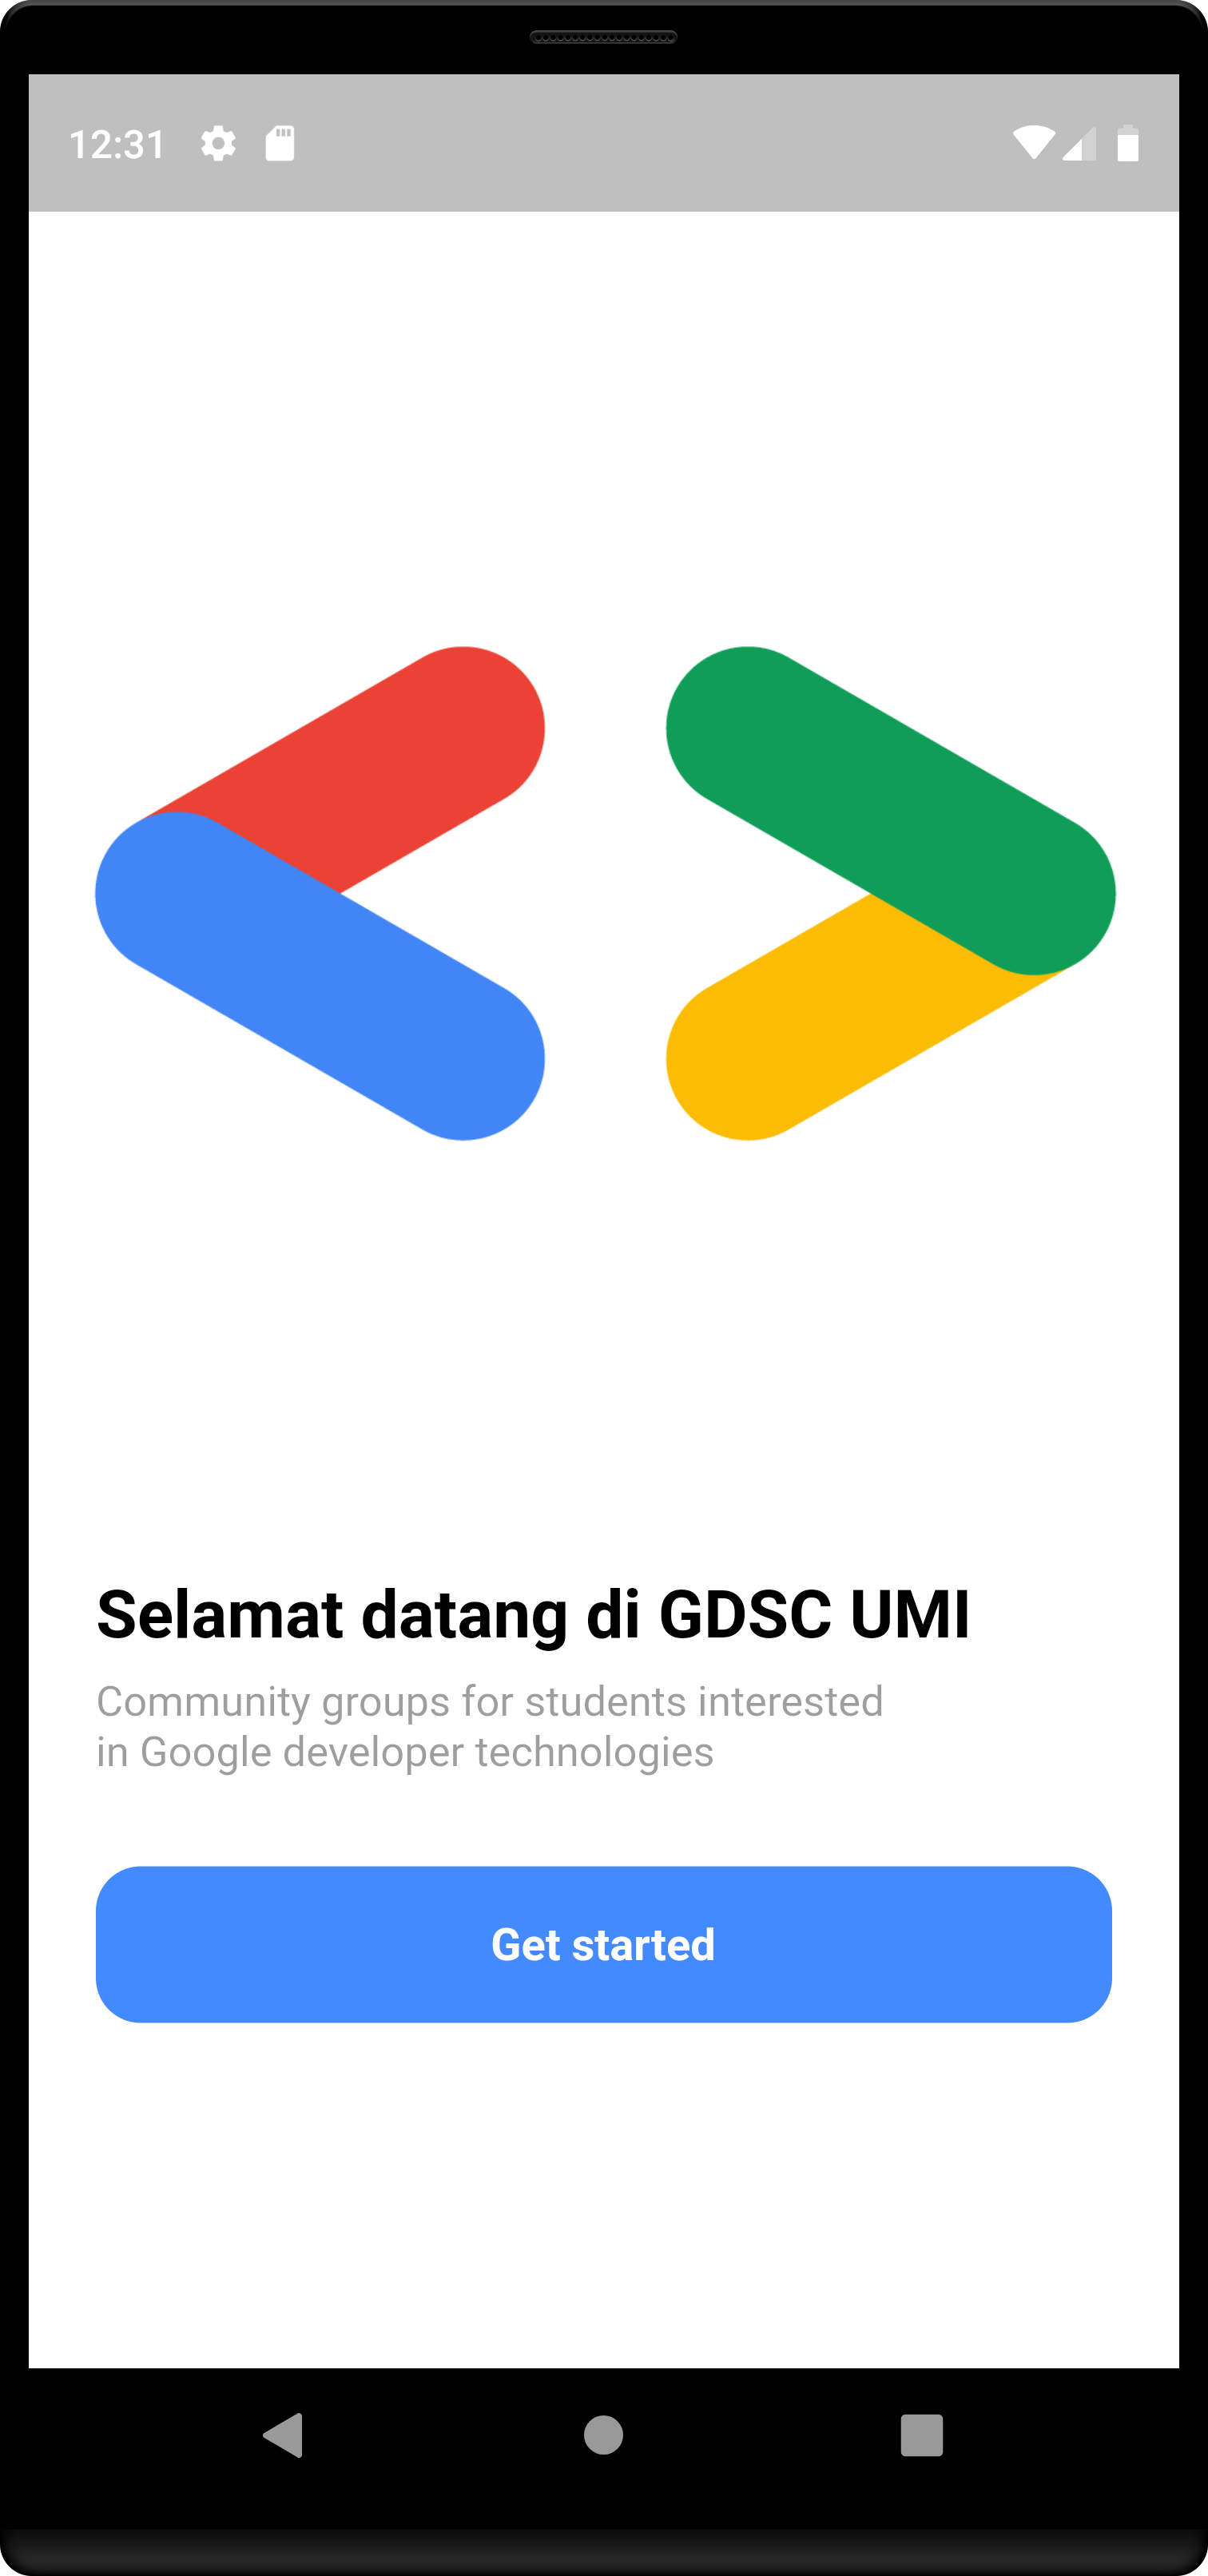 12:31
Selamat datang di GDSC UMI
Community groups for students interested
in Google developer technologies
Get started